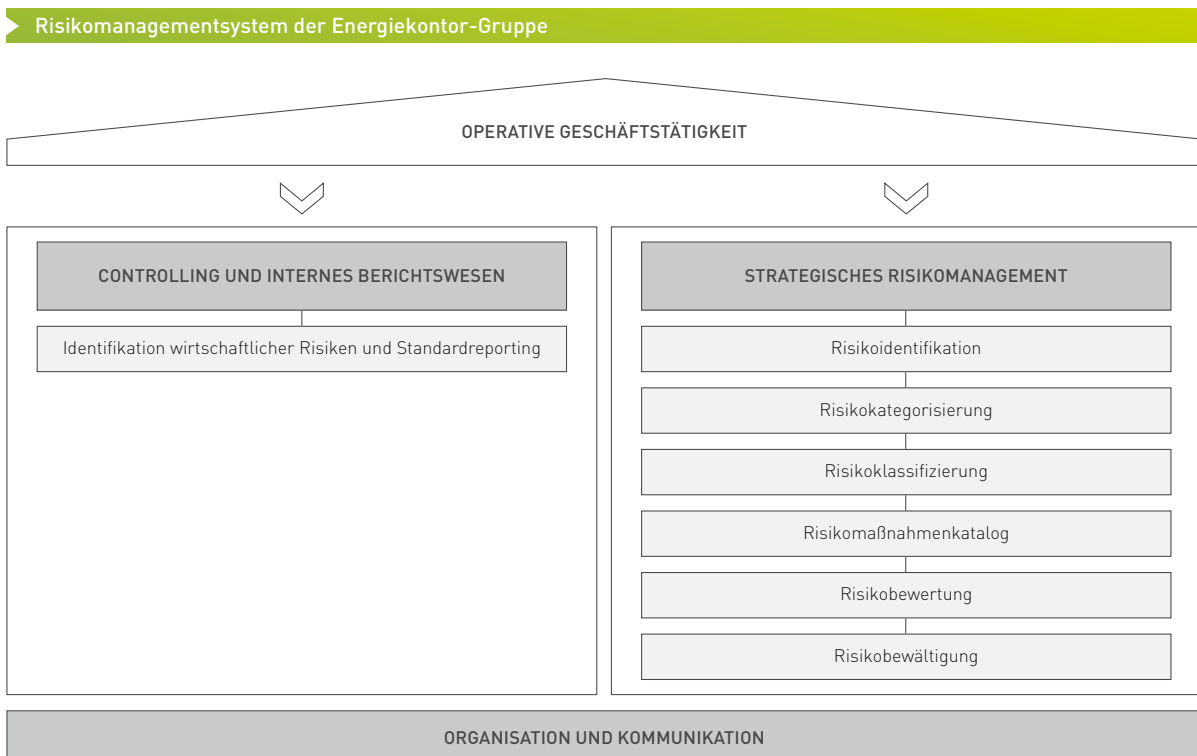 Risikomanagementsystem der Energiekontor-Gruppe
OPERATIVE GESCHÄFTSTÄTIGKEIT
CONTROLLING UND INTERNES BERICHTSWESEN
Identifikation wirtschaftlicher Risiken und Standardreporting
STRATEGISCHES RISIKOMANAGEMENT
Risikoidentifikation
Risikokategorisierung
Risikoklassifizierung
Risikomaßnahmenkatalog
Risikobewertung
Risikobewältigung
ORGANISATION UND KOMMUNIKATION